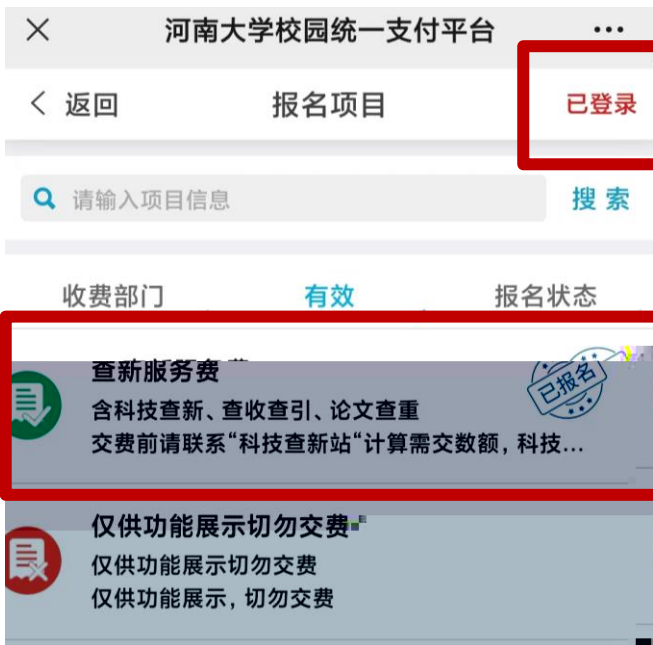 河南大学校园统一支付平台
返回
报名项目
已登录
请输入项目信息
搜 索
收费部门
有效
报名状态
查新服务费
已报名
含科技查新、查收查引、论文查重
交费前请联系“科技查新站“计算需交数额，科技...
仅供功能展示切勿交费
仅供功能展示切勿交费
仅供功能展示，切勿交费